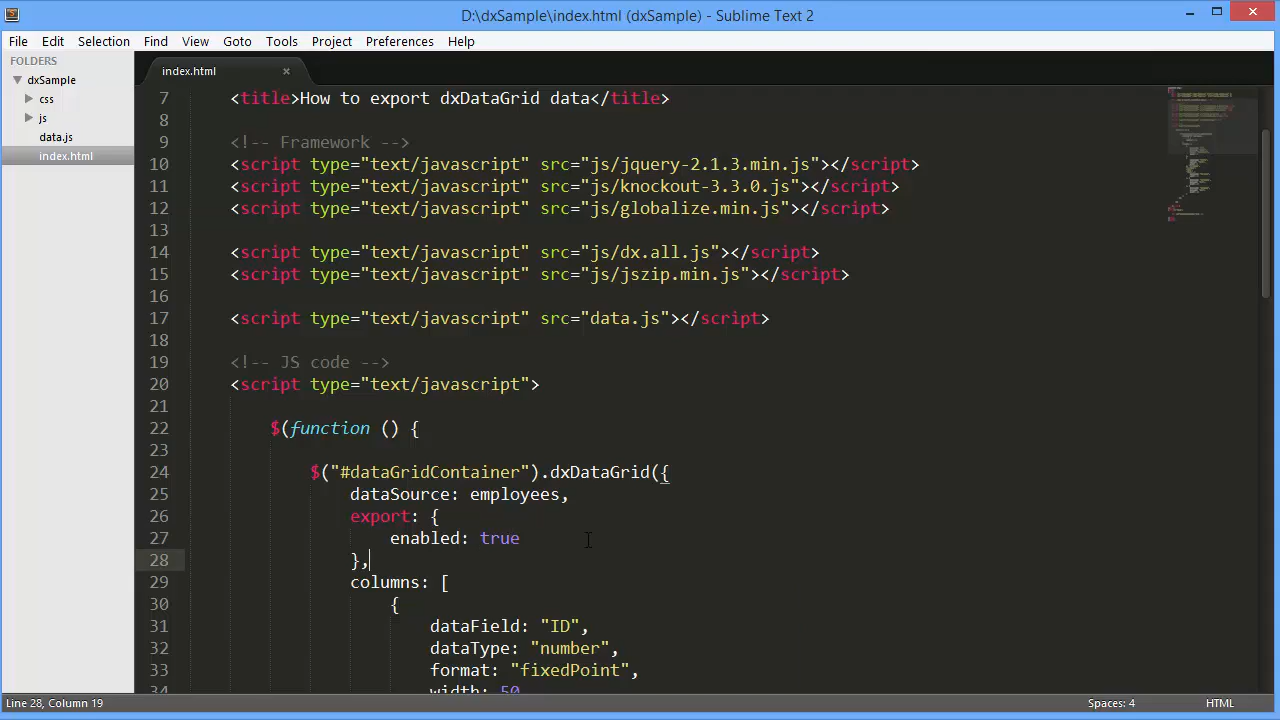 D:\dxSample\index.html (dxSample) - Sublime Text 2
File Edit Selection Find View Goto Tools Project Preferences Help
FOLDERS
dxSample
css
js
data.js
index.html
index.html ×
7 <title>How to export dxDataGrid data</title>
8
9 <!-- Framework -->
10 <script type="text/javascript" src="js/jquery-2.1.3.min.js"></script>
11 <script type="text/javascript" src="js/knockout-3.3.0.js"></script>
12 <script type="text/javascript" src="js/globalize.min.js"></script>
13
14 <script type="text/javascript" src="js/dx.all.js"></script>
15 <script type="text/javascript" src="js/jszip.min.js"></script>
16
17 <script type="text/javascript" src="data.js"></script>
18
19 <!-- JS code -->
20 <script type="text/javascript">
21
22 $(function () {
23
24 $("#dataGridContainer").dxDataGrid({
25 dataSource: employees,
26 export: {
27 enabled: true
28 },
29 columns: [
30 {
31 dataField: "ID",
32 dataType: "number",
33 format: "fixedPoint",
34 width: 50
Line 28, Column 19
Spaces: 4
HTML